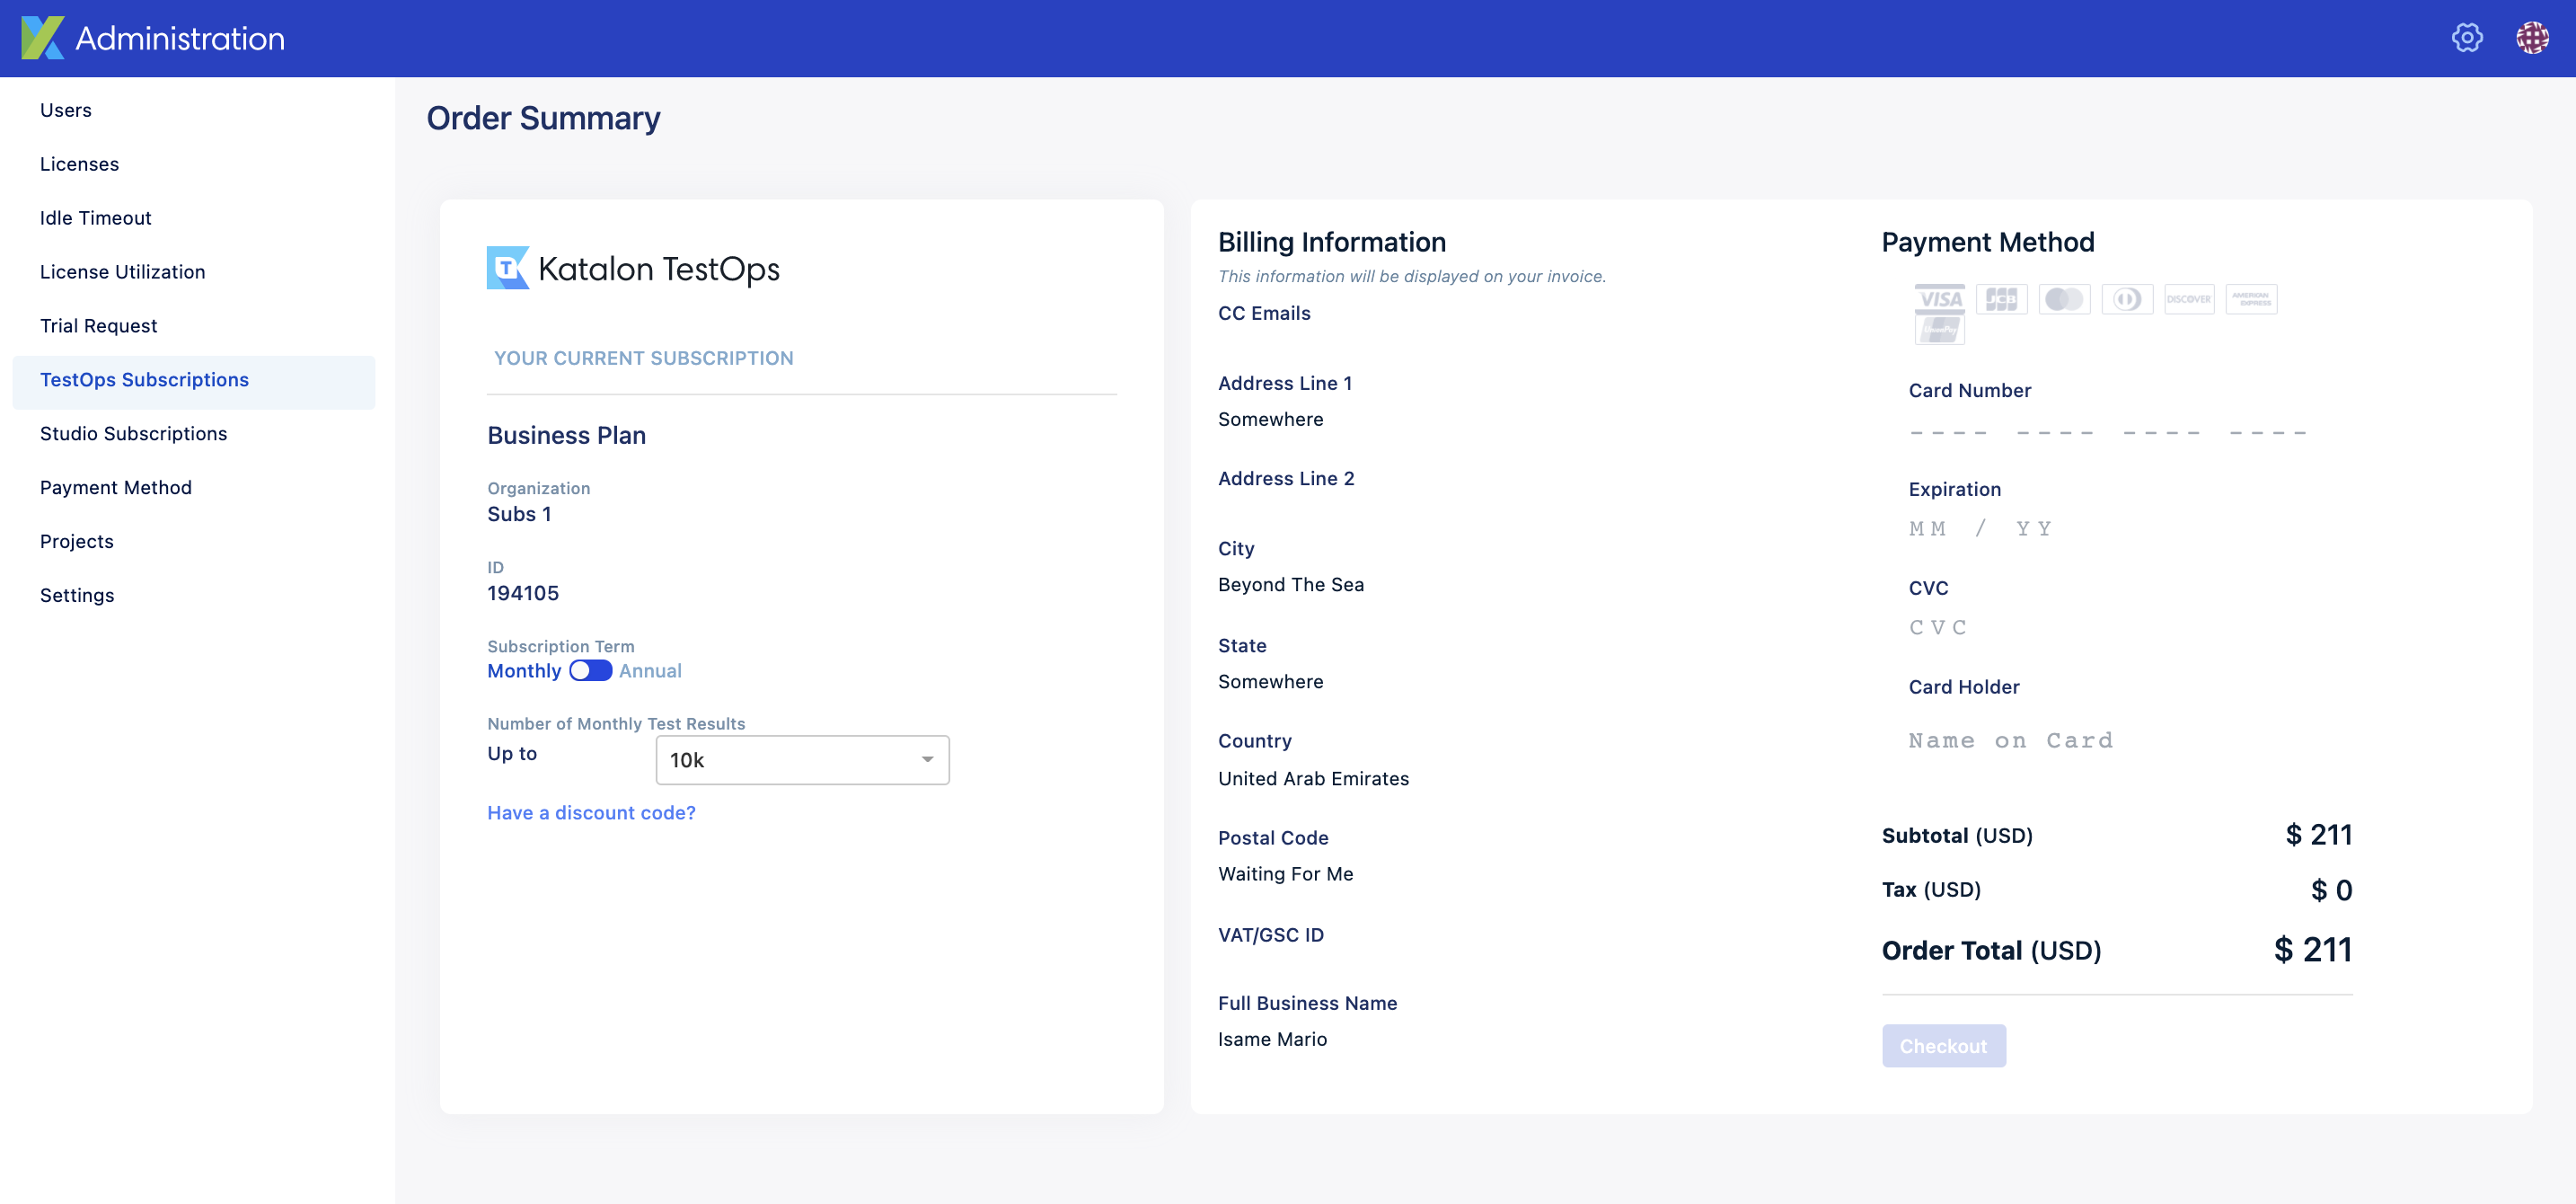 Administration
Users
Licenses
Idle Timeout
License Utilization
Trial Request
TestOps Subscriptions
Studio Subscriptions
Payment Method
Projects
Settings
Order Summary
Katalon TestOps
YOUR CURRENT SUBSCRIPTION
Business Plan
Organization
Subs 1
ID
194105
Subscription Term
Monthly Annual
Number of Monthly Test Results
Up to 10k
Have a discount code?
Billing Information
This information will be displayed on your invoice.
CC Emails
Address Line 1
Somewhere
Address Line 2
City
Beyond The Sea
State
Somewhere
Country
United Arab Emirates
Postal Code
Waiting For Me
VAT/GSC ID
Full Business Name
Isame Mario
Payment Method
VISA JCB DISCOVER AMERICAN EXPRESS
UnionPay
Card Number
---- ---- ---- ----
Expiration
MM / YY
CVC
CVC
Card Holder
Name on Card
Subtotal (USD) $ 211
Tax (USD) $ 0
Order Total (USD) $ 211
Checkout